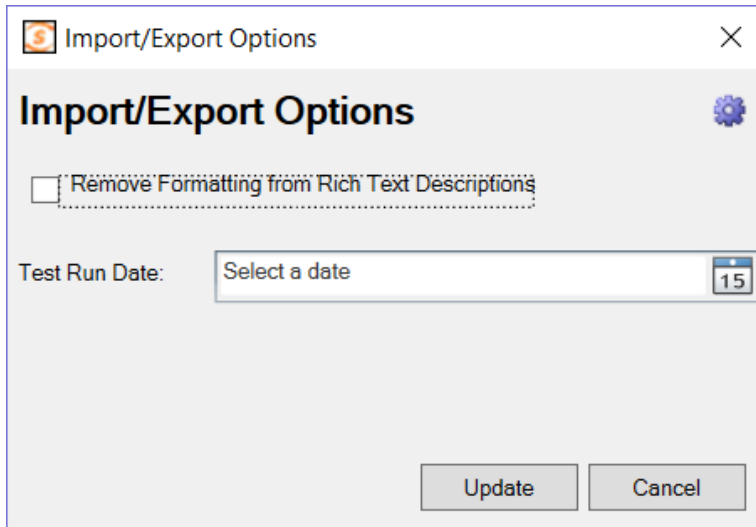 Import/Export Options
Import/Export Options
Remove Formatting from Rich Text Descriptions
Test Run Date: Select a date 15
Update Cancel